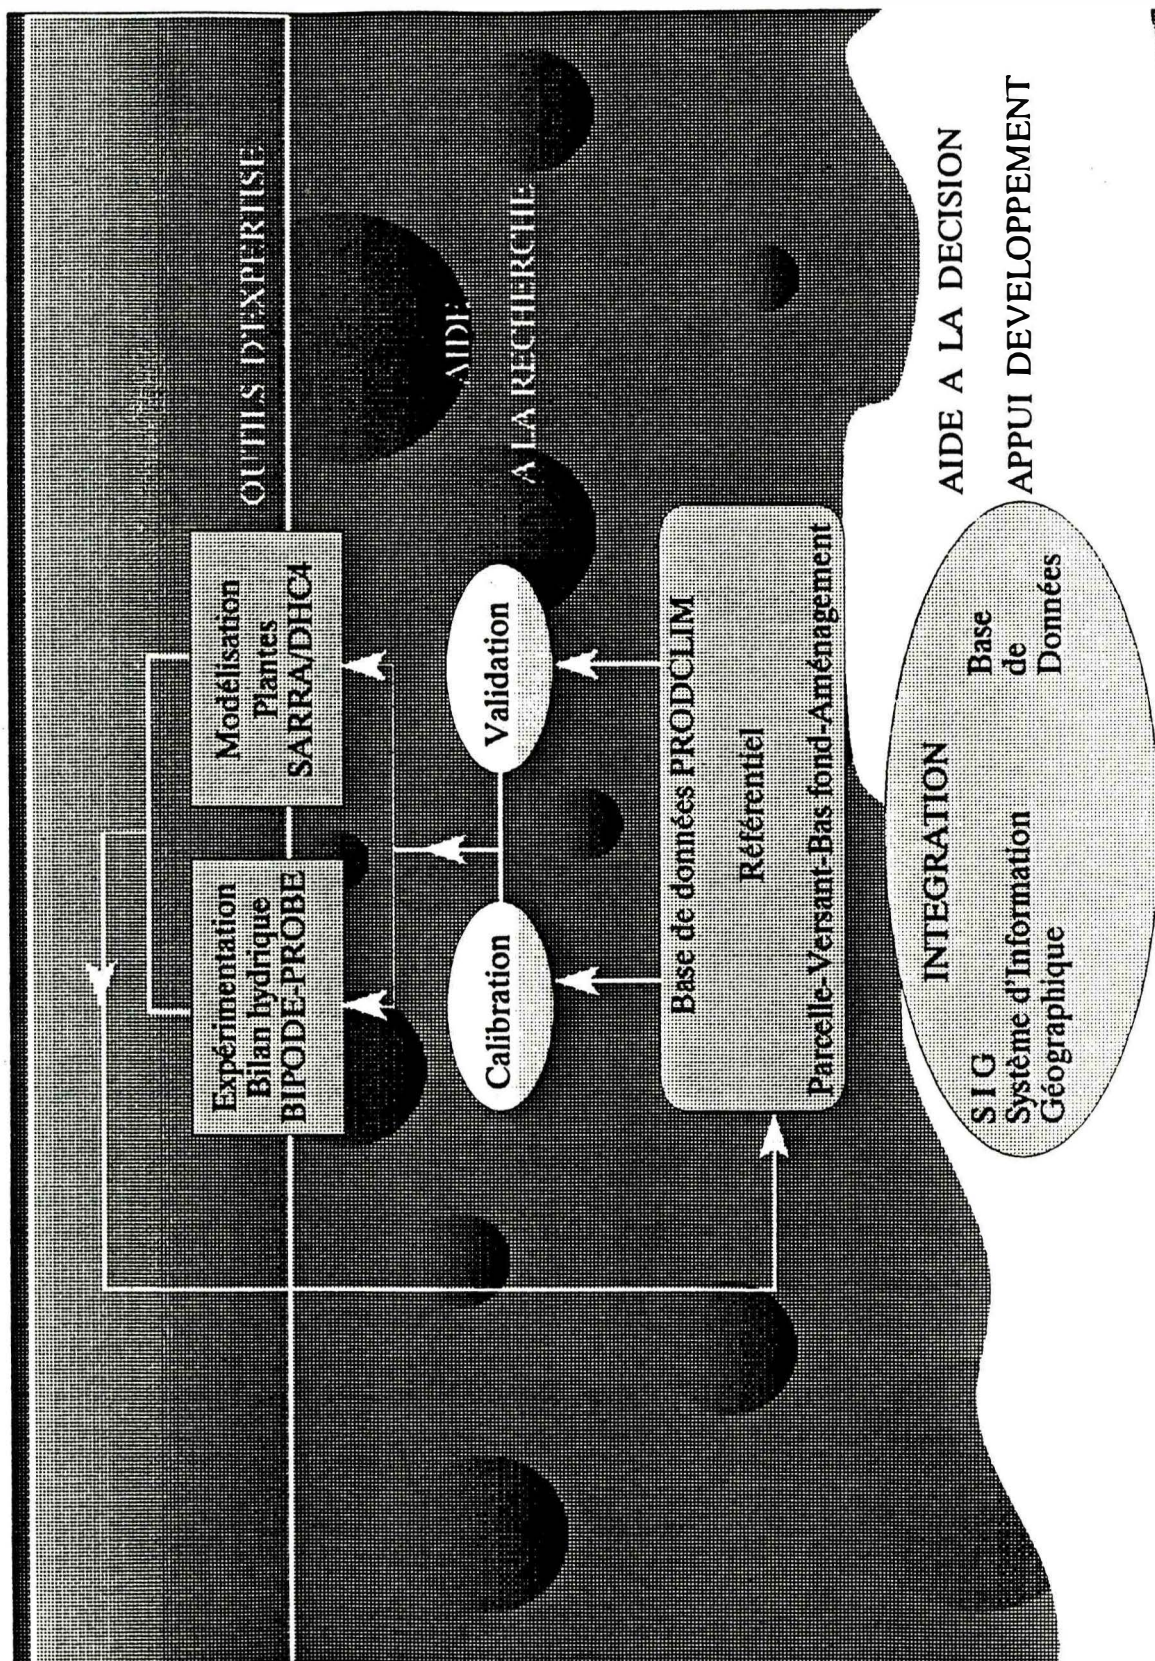 OUTILS D'EXPERTISE
Expérimentation
Bilan hydrique
BIPODE-PROBE
Modélisation
Plantes
SARRA/DHC4
AIDE
A LA RECHERCHE
Calibration
Validation
Base de données PRODCLIM
Référentiel
Parcelle-Versant-Bas fond-Aménagement
AIDE A LA DECISION
APPUI DEVELOPPEMENT
INTEGRATION
S I G
Système d'Information
Géographique
Base
de
Données